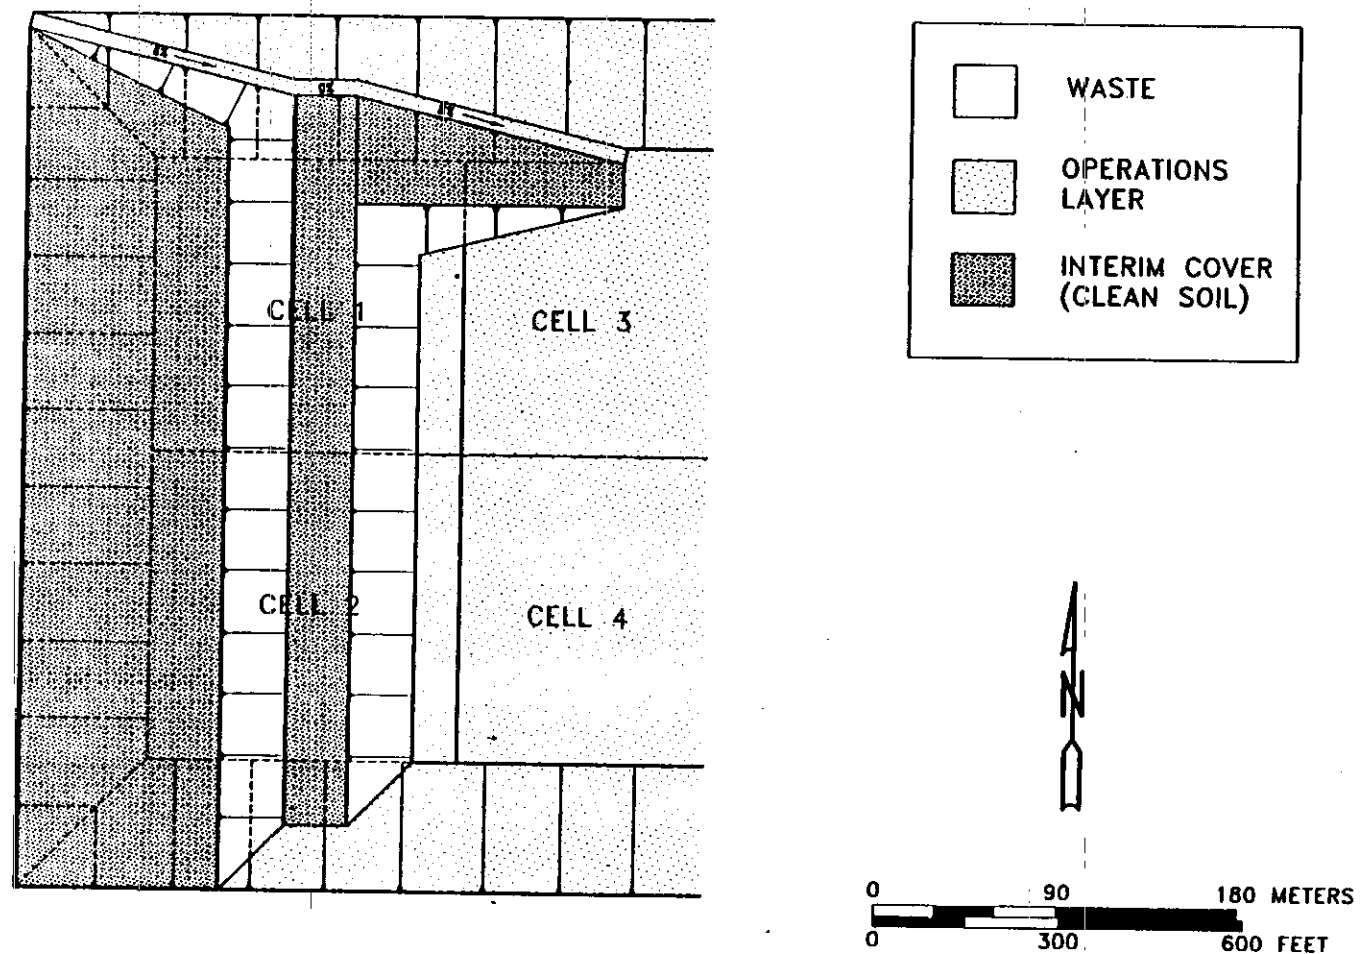 WASTE
OPERATIONS
LAYER
INTERIM COVER
(CLEAN SOIL)
CELL 1
CELL 3
CELL 2
CELL 4
N
0 90 180 METERS
0 300 600 FEET